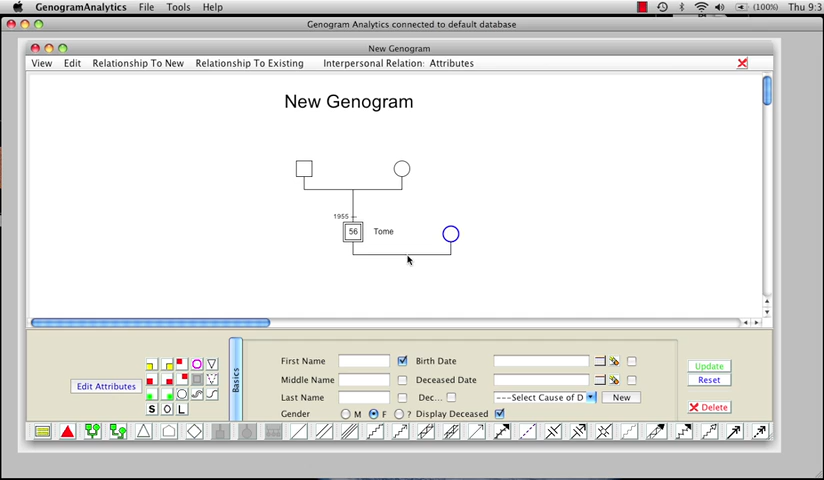 GenogramAnalytics File Tools Help (100%) Thu 9:3
Genogram Analytics connected to default database
New Genogram
View Edit Relationship To New Relationship To Existing Interpersonal Relation: Attributes
New Genogram
1955
56 Tome
First Name Birth Date Update
Edit Attributes Basics Middle Name Deceased Date Reset
Last Name Dec... ---Select Cause of D New
S O L Gender M F ? Display Deceased Delete